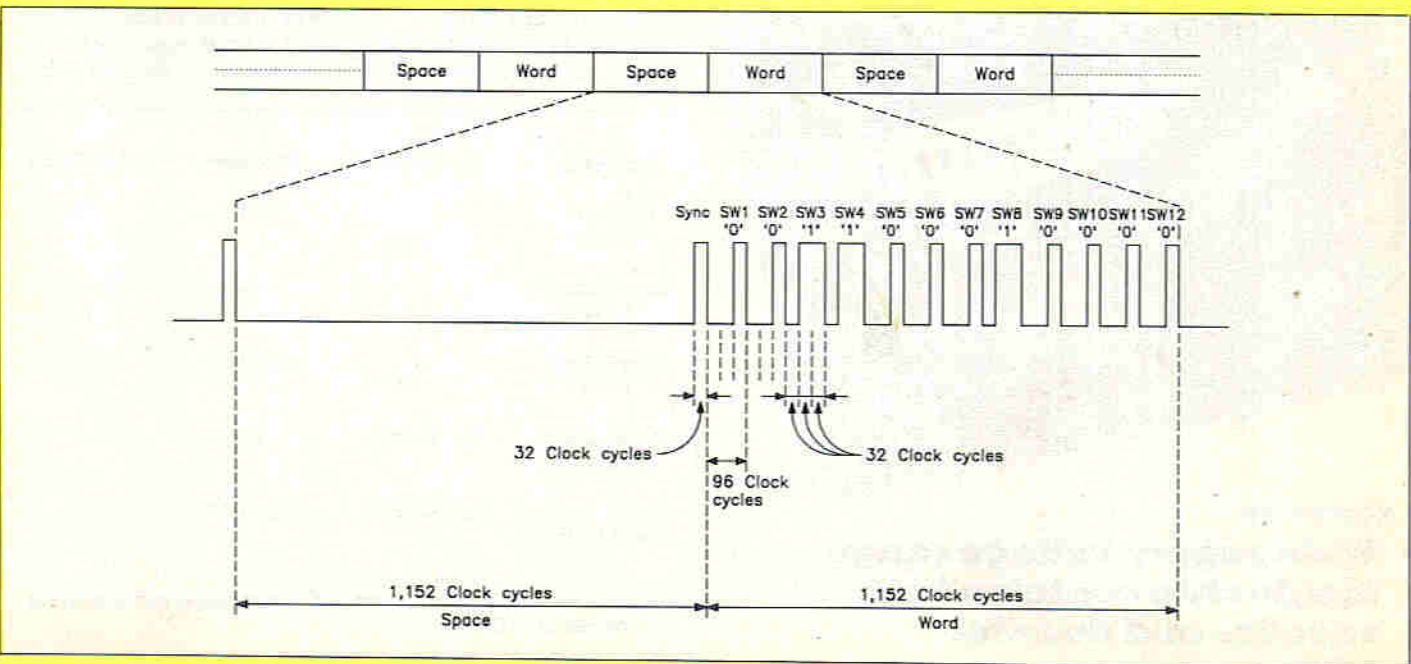 Space Word Space Word Space Word
Sync SW1 SW2 SW3 SW4 SW5 SW6 SW7 SW8 SW9 SW10 SW11 SW12
'0' '0' '1' '1' '0' '0' '0' '1' '0' '0' '0' '0'
32 Clock cycles
32 Clock cycles
96 Clock
cycles
1,152 Clock cycles
1,152 Clock cycles
Space
Word